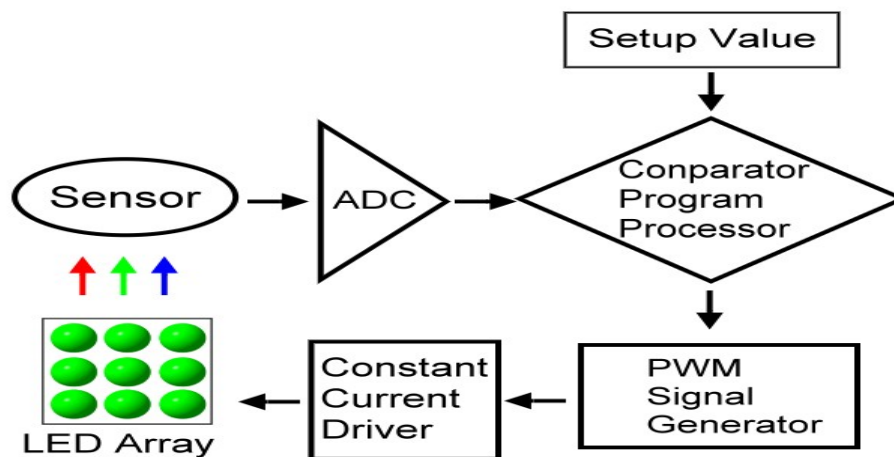 Setup Value
Sensor
ADC
Conparator
Program
Processor
LED Array
Constant
Current
Driver
PWM
Signal
Generator